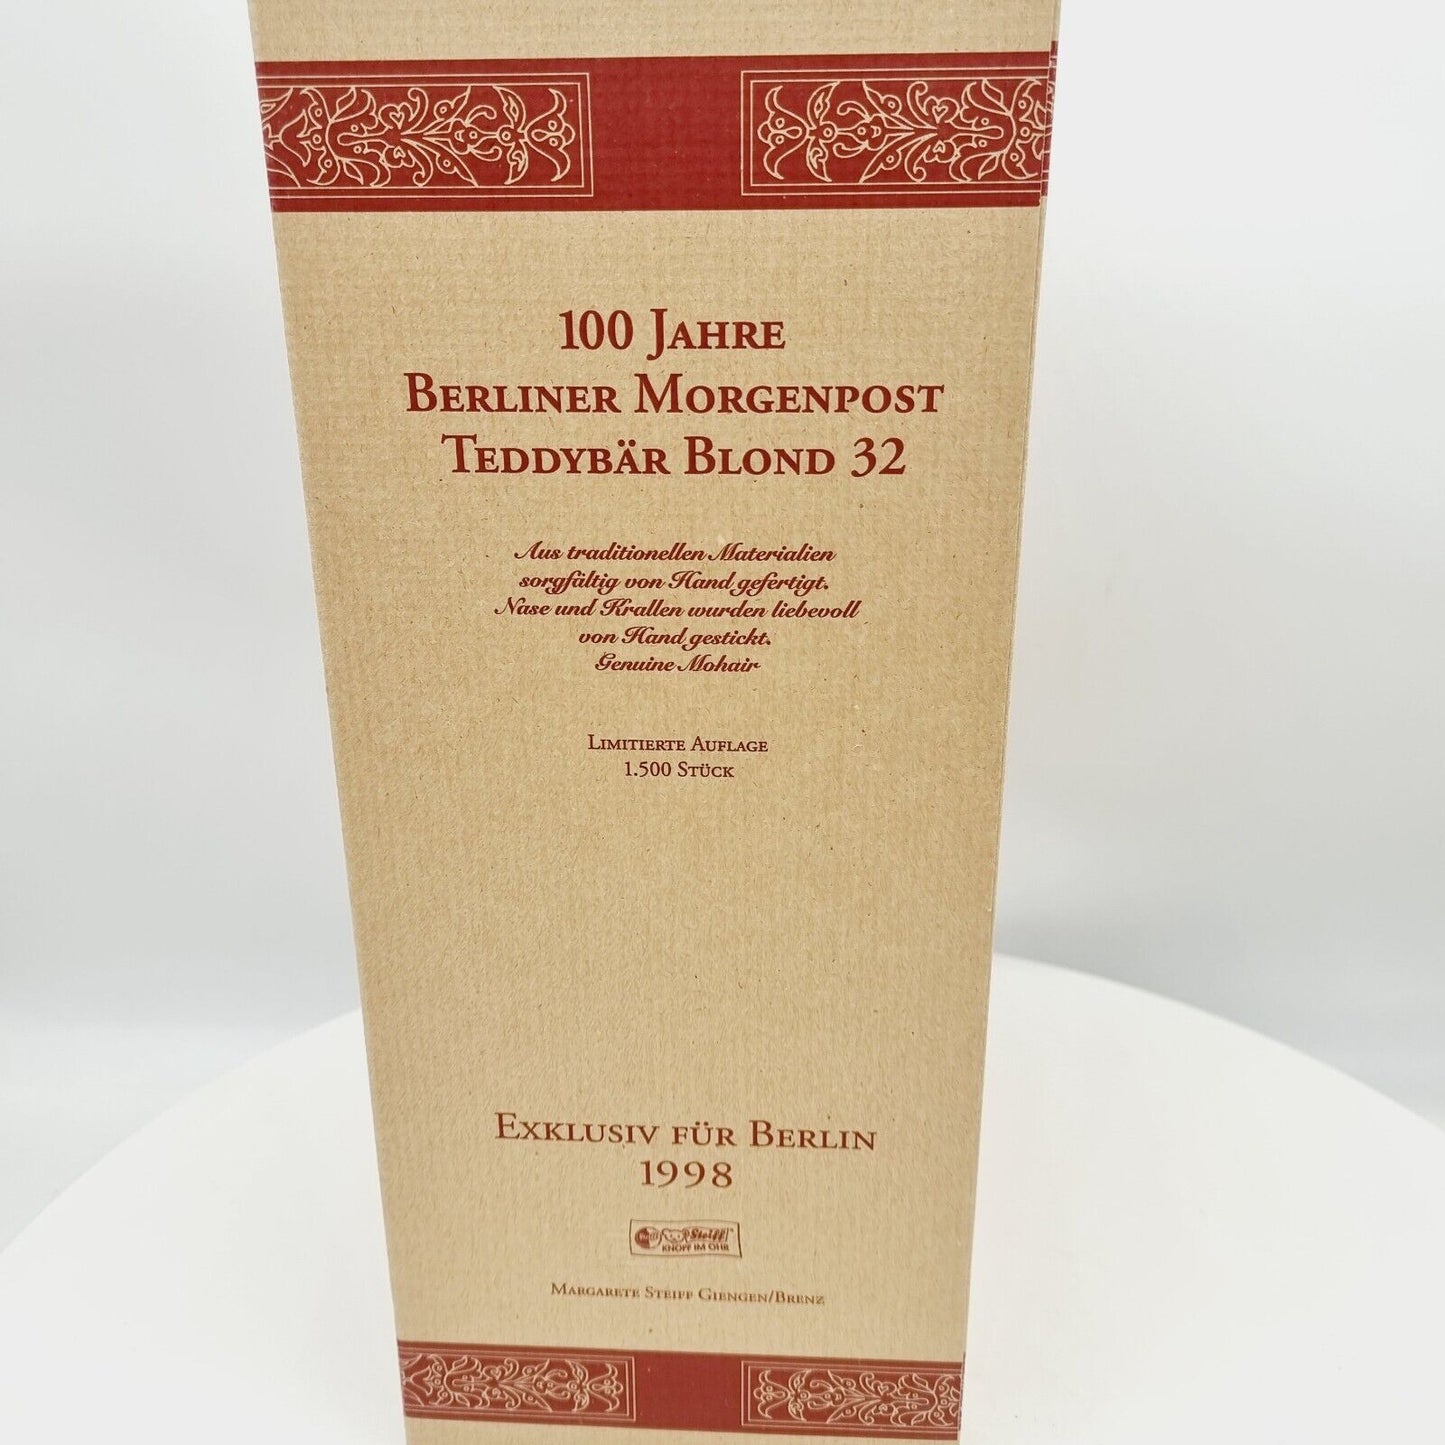 100 JAHRE
BERLINER MORGENPOST
TEDDYBÄR BLOND 32
Aus traditionellen Materialien
sorgfältig von Hand gefertigt.
Nase und Krallen wurden liebevoll
von Hand gestickt.
Genuine Mohair
LIMITIERTE AUFLAGE
1.500 STÜCK
EXKLUSIV FÜR BERLIN
1998
Steiff
KNOPF IM OHR
MARGARETE STEIFF GIENGEN/BRENZ